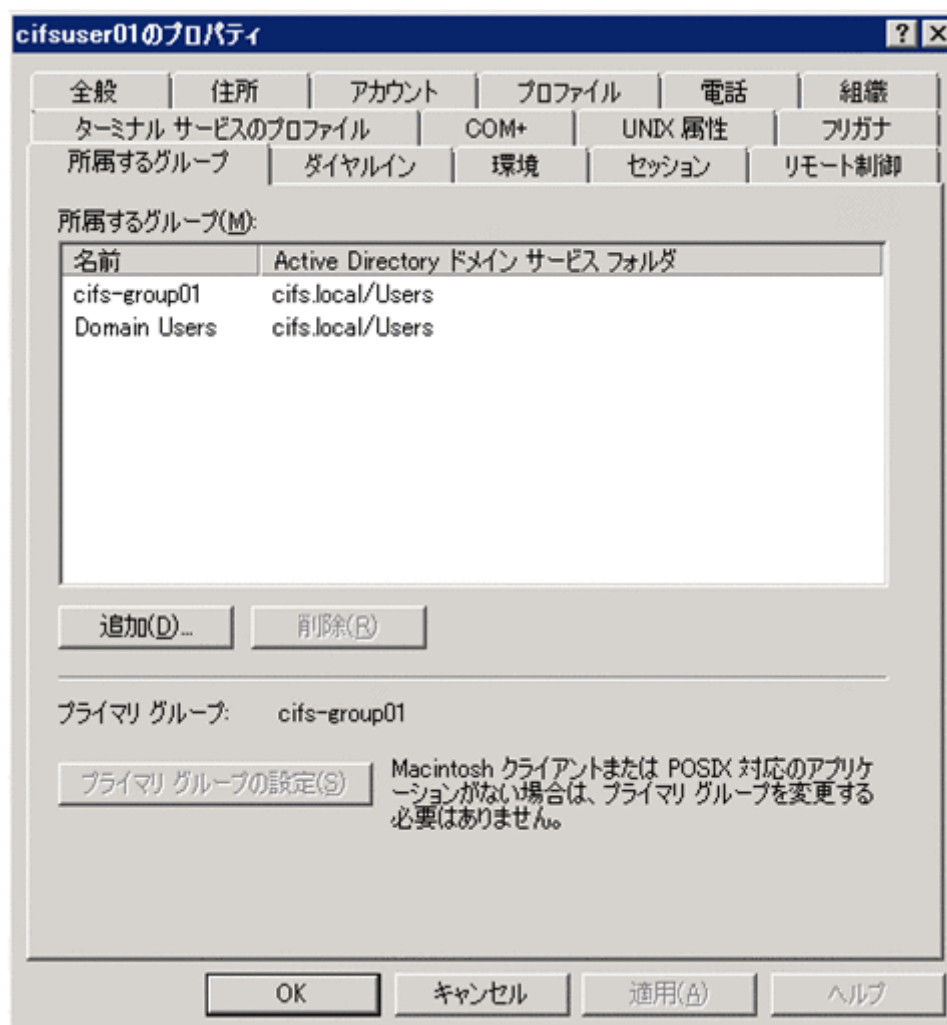 cifsuser01のプロパティ
全般 住所 アカウント プロファイル 電話 組織
ターミナル サービスのプロファイル COM+ UNIX 属性 フリガナ
所属するグループ ダイヤルイン 環境 セッション リモート制御
所属するグループ(M):
名前 Active Directory ドメイン サービス フォルダ
cifs-group01 cifs.local/Users
Domain Users cifs.local/Users
追加(D)... 削除(R)
プライマリ グループ: cifs-group01
プライマリ グループの設定(S)
Macintosh クライアントまたは POSIX 対応のアプリケ
ーションがない場合は、プライマリ グループを変更する
必要はありません。
OK キャンセル 適用(A) ヘルプ